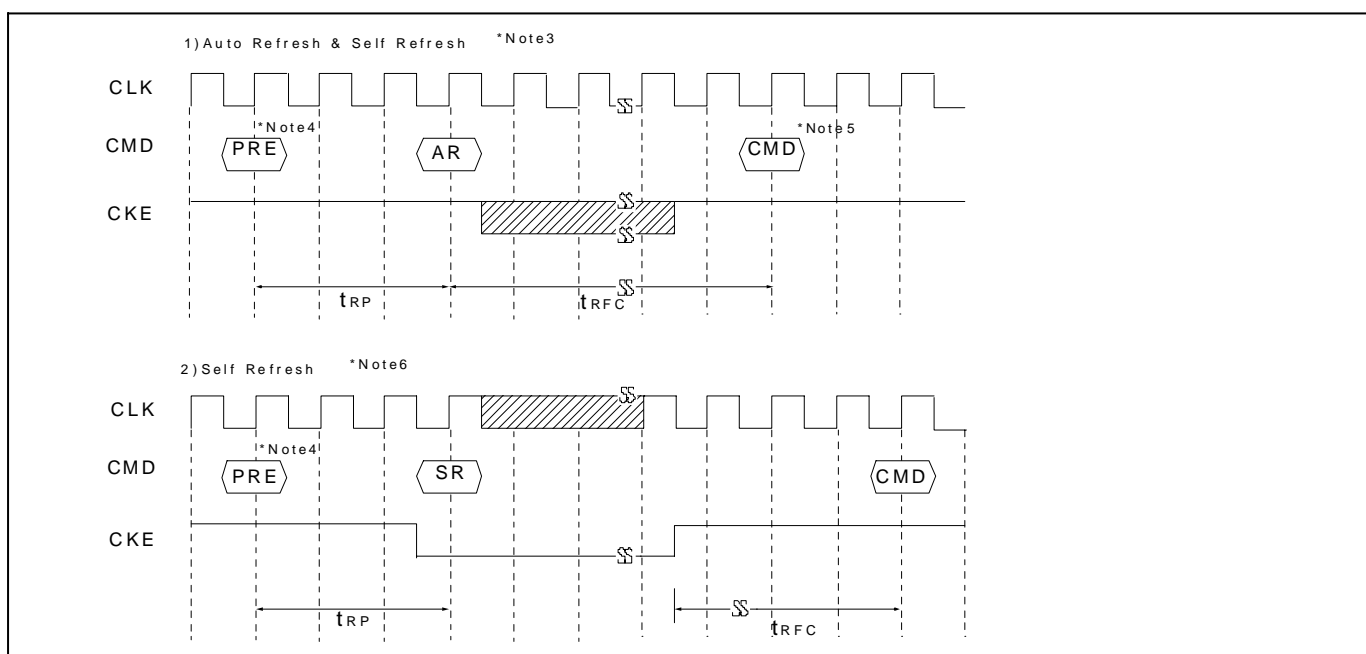 1)Auto Refresh & Self Refresh *Note3
CLK
*Note4 *Note5
CMD PRE AR CMD
CKE
tRP tRFC
2)Self Refresh *Note6
CLK
*Note4
CMD PRE SR CMD
CKE
tRP tRFC